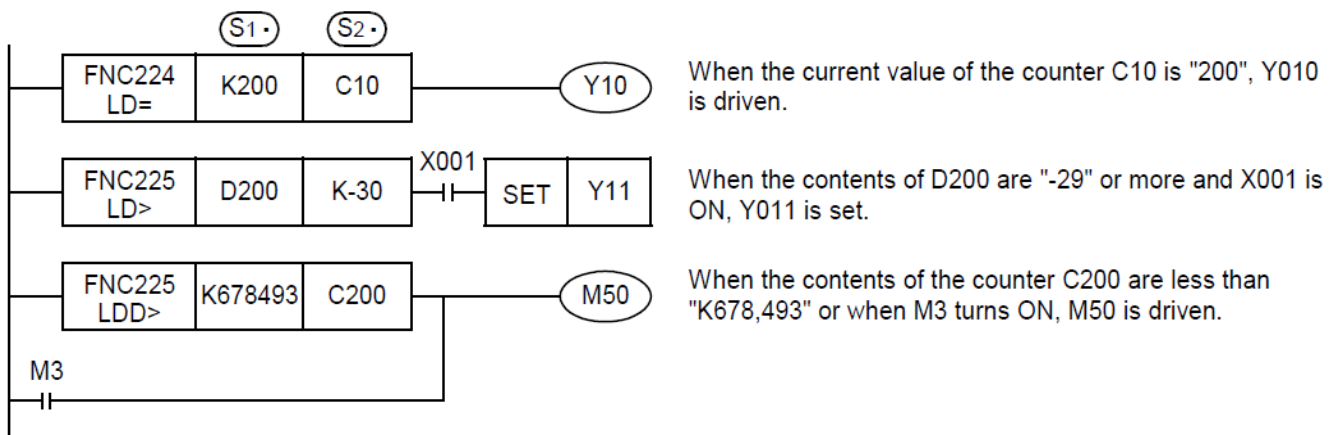 S1· S2·
FNC224 K200 C10 Y10
LD=
When the current value of the counter C10 is "200", Y010
is driven.
X001
FNC225 D200 K-30 SET Y11
LD>
When the contents of D200 are "-29" or more and X001 is
ON, Y011 is set.
FNC225 K678493 C200 M50
LDD>
When the contents of the counter C200 are less than
"K678,493" or when M3 turns ON, M50 is driven.
M3